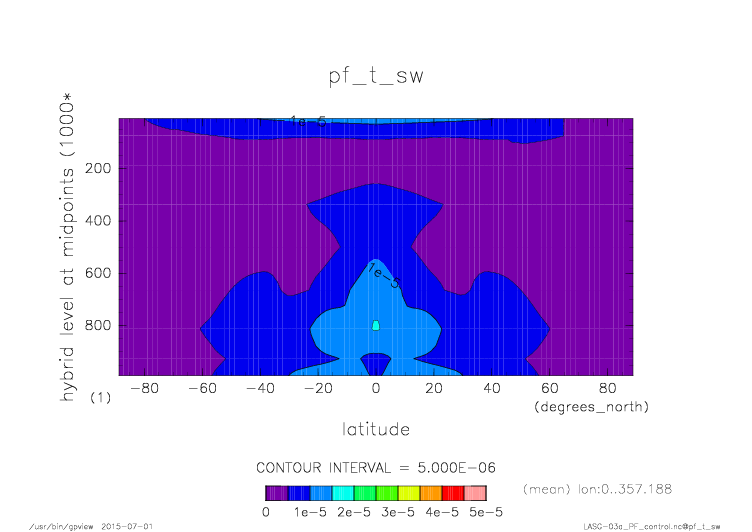 pf_t_sw
hybrid level at midpoints (1000*
200
400
600
800
1e-5
1e-5
(1)
−80 −60 −40 −20 0 20 40 60 80
(degrees_north)
latitude
CONTOUR INTERVAL = 5.000E-06
(mean) lon:0..357.188
0 1e-5 2e-5 3e-5 4e-5 5e-5
/usr/bin/gpview 2015-07-01
LASG-03a_PF_control.nc@pf_t_sw